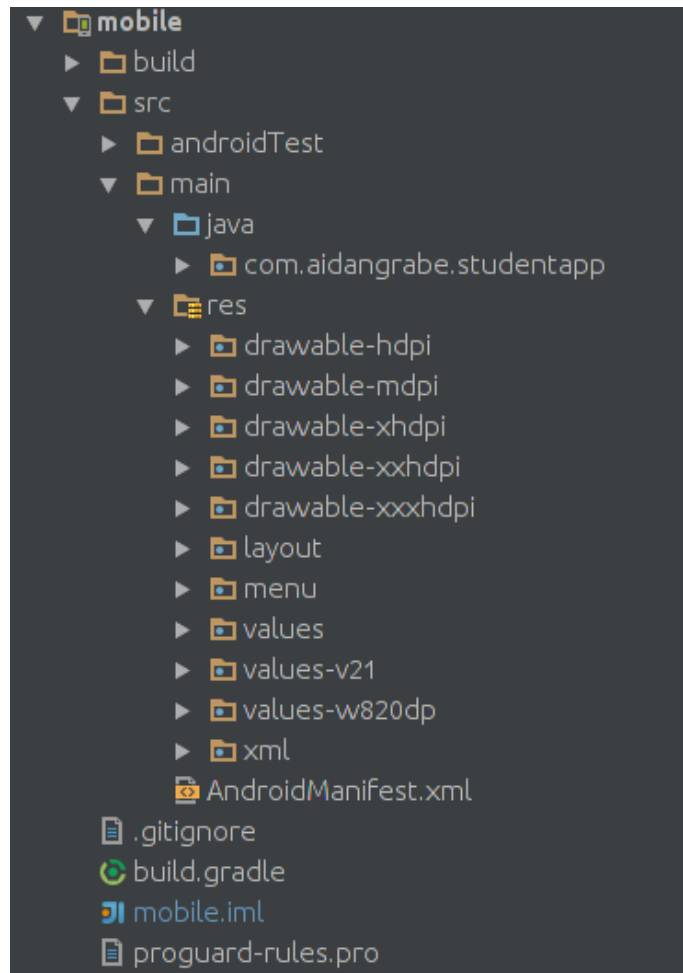 mobile
build
src
androidTest
main
java
com.aidangrabe.studentapp
res
drawable-hdpi
drawable-mdpi
drawable-xhdpi
drawable-xxhdpi
drawable-xxxhdpi
layout
menu
values
values-v21
values-w820dp
xml
AndroidManifest.xml
.gitignore
build.gradle
mobile.iml
proguard-rules.pro